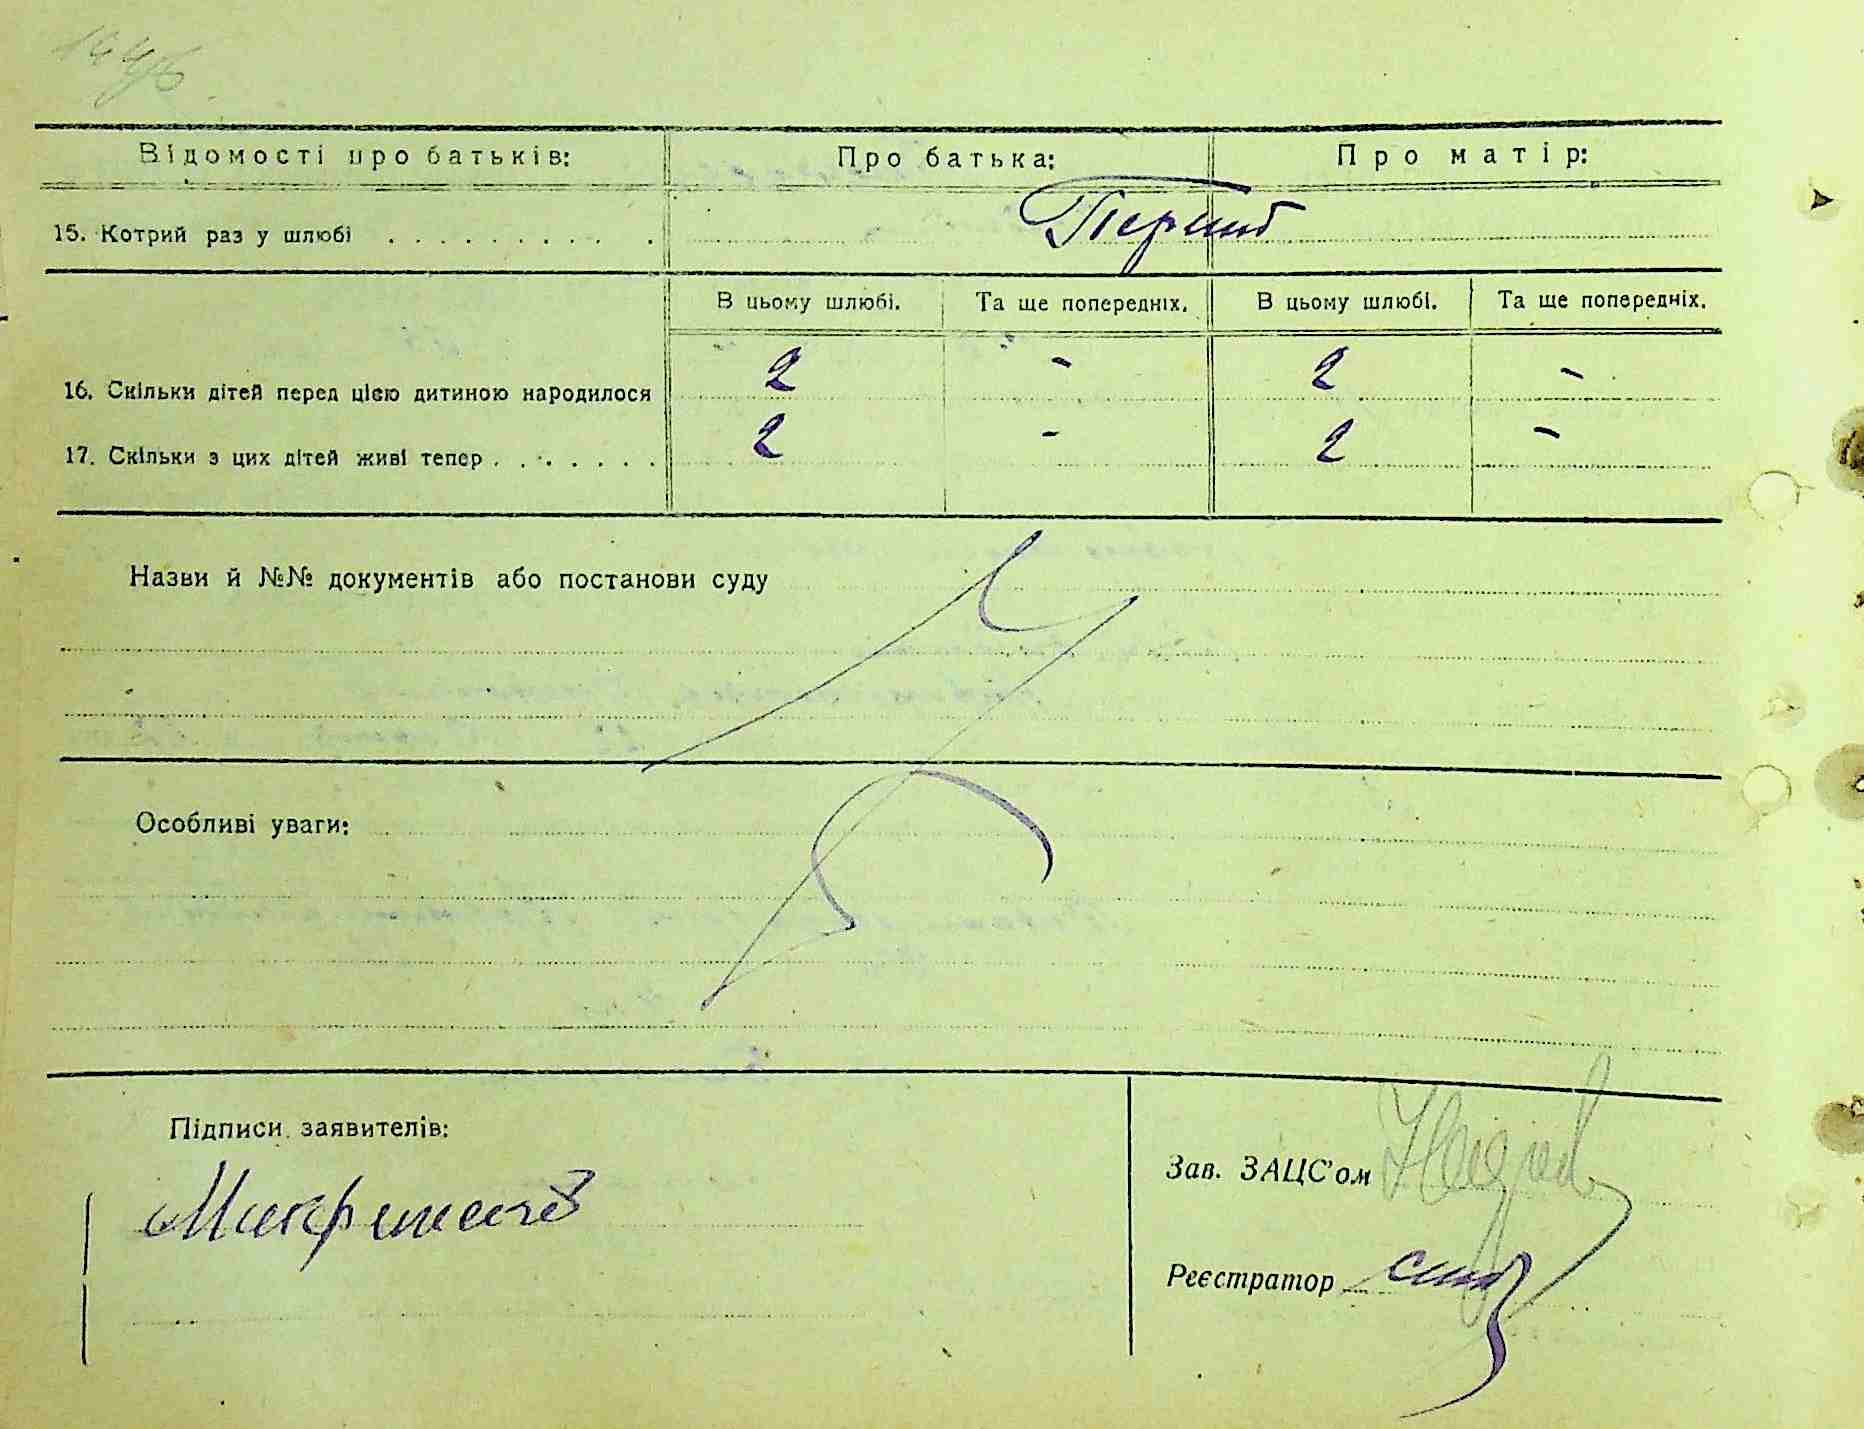 Відомості про батьків: Про батька: Про матір:
15. Котрий раз у шлюбі . . . . . . . . . . Перший
В цьому шлюбі. Та ще попередніх. В цьому шлюбі. Та ще попередніх.
16. Скільки дітей перед цією дитиною народилося 2 - 2 -
17. Скільки з цих дітей живі тепер . . . . . . . 2 - 2 -
Назви й №№ документів або постанови суду
Особливі уваги:
Підписи заявителів:
Зав. ЗАЦС'ом
Реєстратор